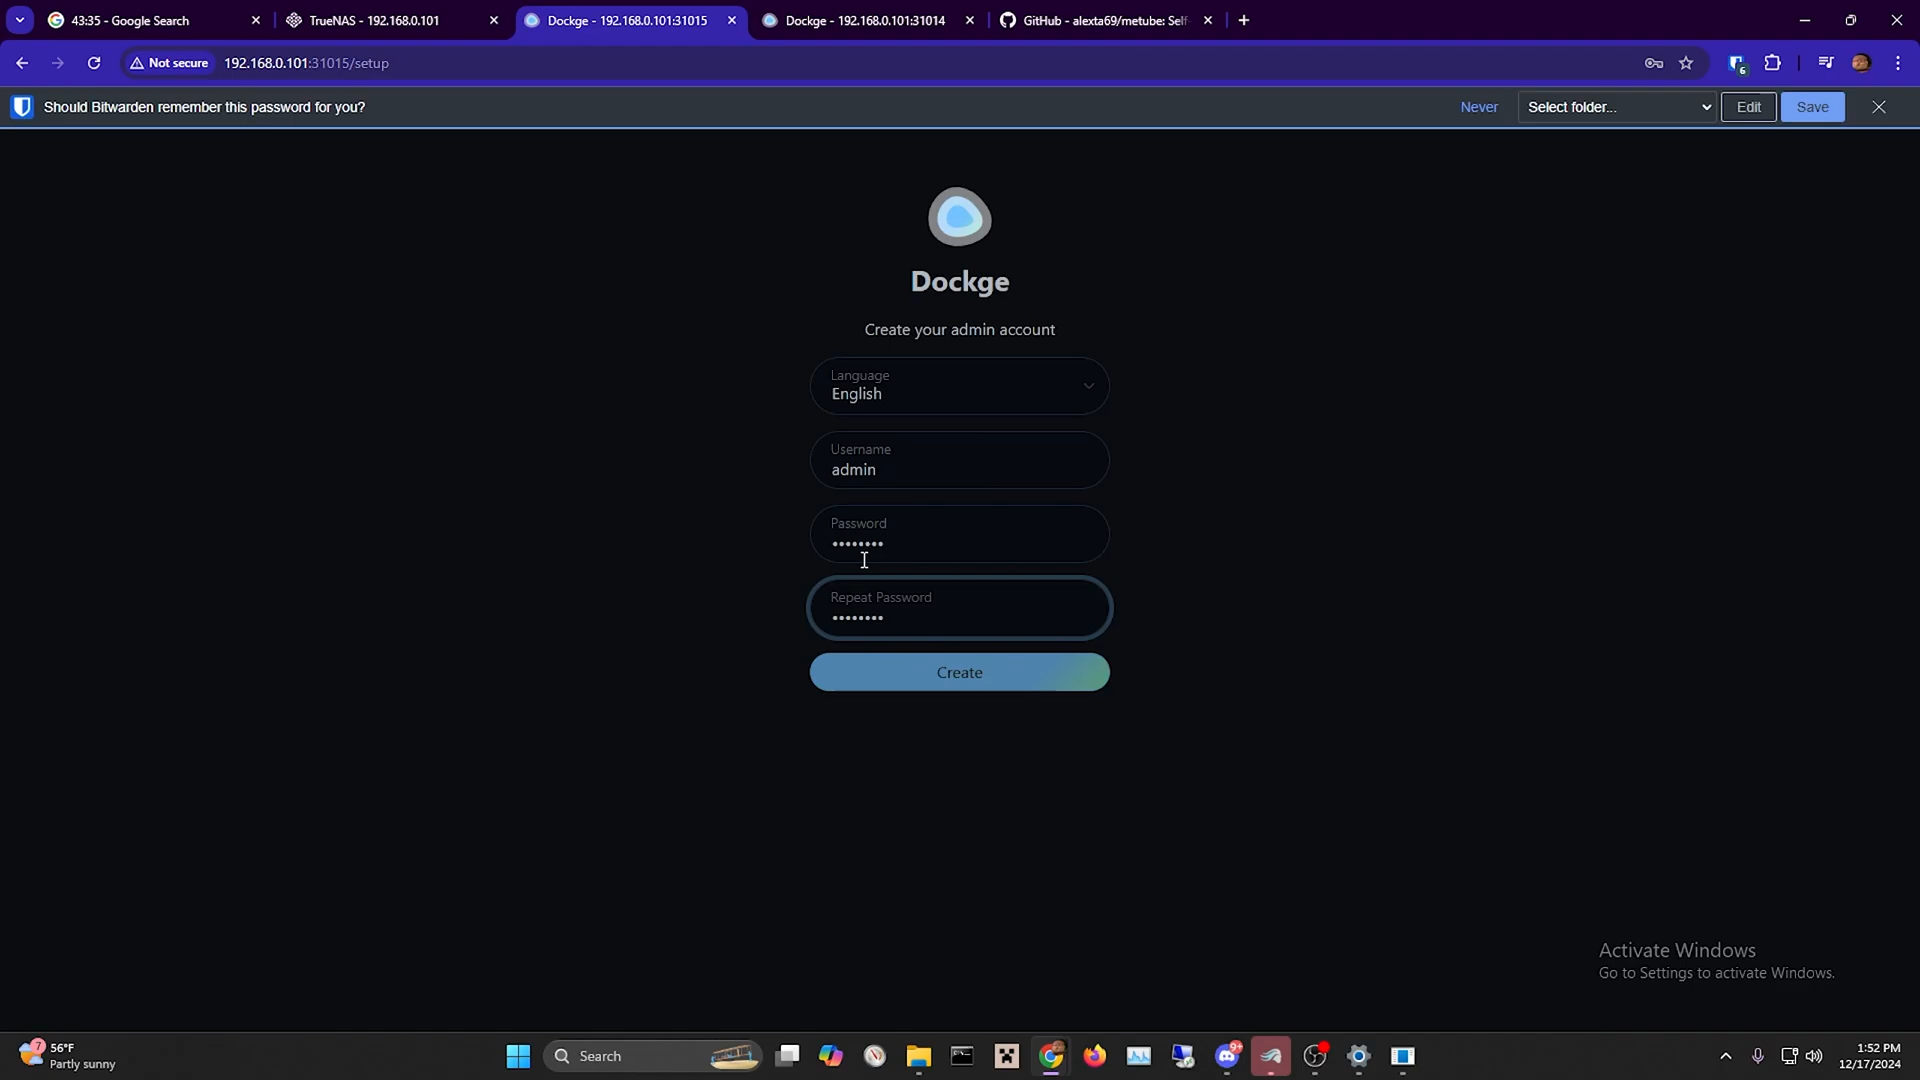 43:35 - Google Search
TrueNAS - 192.168.0.101
Dockge - 192.168.0.101:31015
Dockge - 192.168.0.101:31014
GitHub - alexta69/metube: Self-
Not secure
192.168.0.101:31015/setup
6
Should Bitwarden remember this password for you?
Never
Select folder...
Edit
Save
Dockge
Create your admin account
Language
English
Username
admin
Password
••••••••
Repeat Password
••••••••
Create
Activate Windows
Go to Settings to activate Windows.
7
56°F
Partly sunny
Search
9+
1:52 PM
12/17/2024